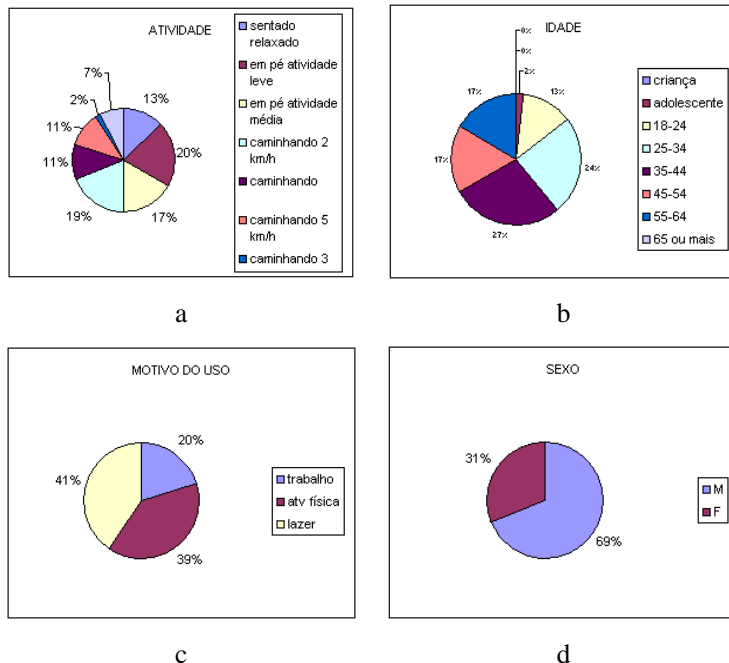 ATIVIDADE
7%
13%
2%
11%
20%
11%
19%
17%
sentado
relaxado
em pé atividade
leve
em pé atividade
média
caminhando 2
km/h
caminhando
caminhando 5
km/h
caminhando 3
a
IDADE
0%
0%
2%
17%
13%
17%
24%
27%
criança
adolescente
18-24
25-34
35-44
45-54
55-64
65 ou mais
b
MOTIVO DO USO
20%
41%
39%
trabalho
atv física
lazer
c
SEXO
31%
69%
M
F
d